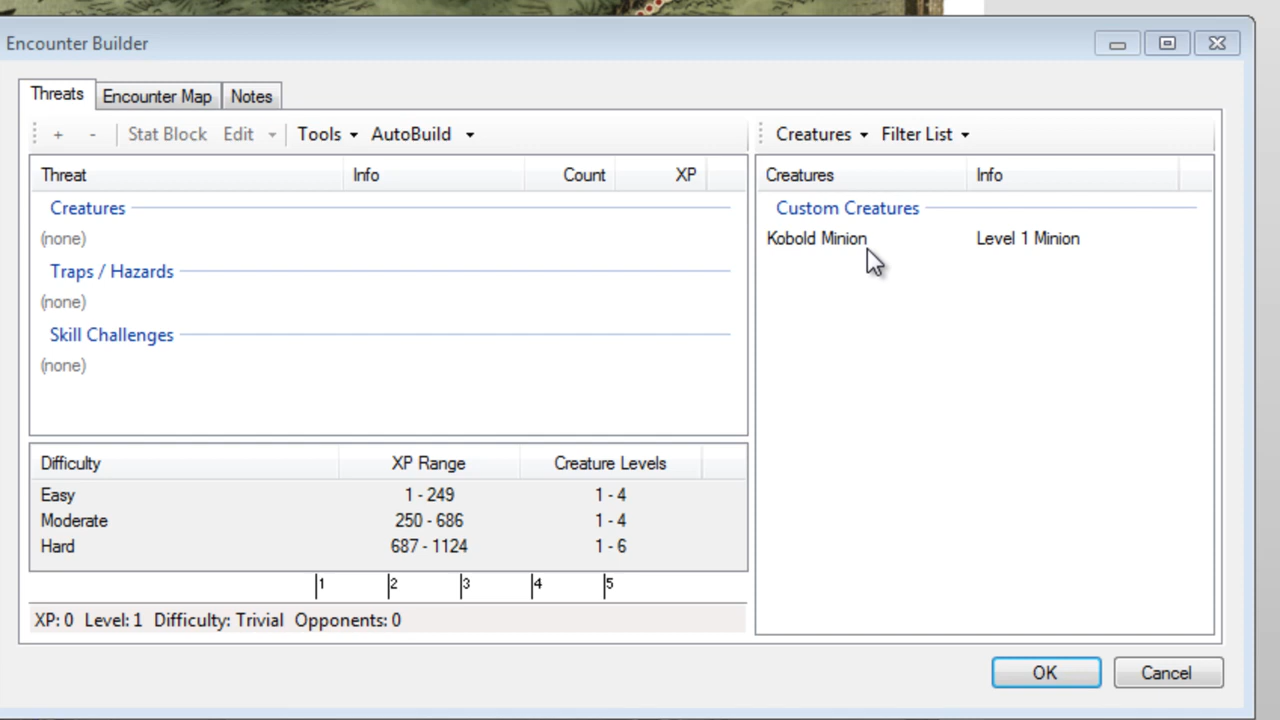 Encounter Builder
Threats Encounter Map Notes
+ - Stat Block Edit Tools AutoBuild
Threat Info Count XP
Creatures
(none)
Traps / Hazards
(none)
Skill Challenges
(none)
Difficulty XP Range Creature Levels
Easy 1 - 249 1 - 4
Moderate 250 - 686 1 - 4
Hard 687 - 1124 1 - 6
1 2 3 4 5
XP: 0 Level: 1 Difficulty: Trivial Opponents: 0
Creatures Filter List
Creatures Info
Custom Creatures
Kobold Minion Level 1 Minion
OK Cancel